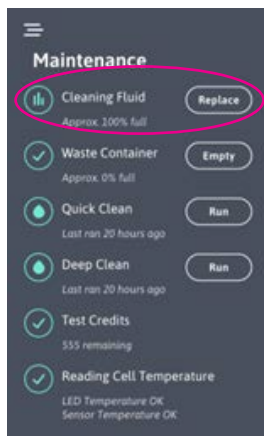 Maintenance
Cleaning Fluid
Replace
Approx. 100% full
Waste Container
Empty
Approx. 0% full
Quick Clean
Run
Last ran 20 hours ago
Deep Clean
Run
Last ran 20 hours ago
Test Credits
555 remaining
Reading Cell Temperature
LED Temperature OK
Sensor Temperature OK